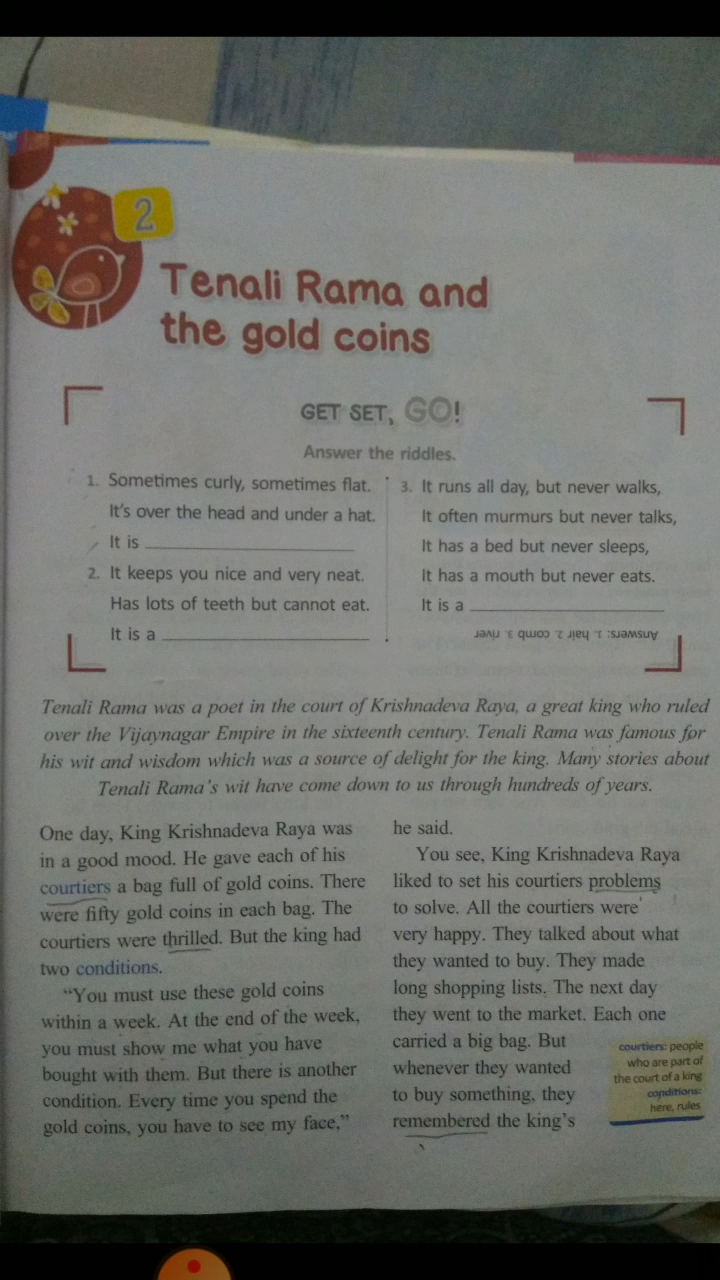 2
Tenali Rama and
the gold coins
GET SET, GO!
Answer the riddles.
1. Sometimes curly, sometimes flat.
It's over the head and under a hat.
It is
2. It keeps you nice and very neat.
Has lots of teeth but cannot eat.
It is a
3. It runs all day, but never walks,
It often murmurs but never talks,
It has a bed but never sleeps,
It has a mouth but never eats.
It is a
Answers: 1. hair 2. comb 3. river
Tenali Rama was a poet in the court of Krishnadeva Raya, a great king who ruled
over the Vijaynagar Empire in the sixteenth century. Tenali Rama was famous for
his wit and wisdom which was a source of delight for the king. Many stories about
Tenali Rama's wit have come down to us through hundreds of years.
One day, King Krishnadeva Raya was
in a good mood. He gave each of his
courtiers a bag full of gold coins. There
were fifty gold coins in each bag. The
courtiers were thrilled. But the king had
two conditions.
"You must use these gold coins
within a week. At the end of the week,
you must show me what you have
bought with them. But there is another
condition. Every time you spend the
gold coins, you have to see my face,"
he said.
You see, King Krishnadeva Raya
liked to set his courtiers problems
to solve. All the courtiers were
very happy. They talked about what
they wanted to buy. They made
long shopping lists. The next day
they went to the market. Each one
carried a big bag. But
whenever they wanted
to buy something, they
remembered the king's
courtiers: people
who are part of
the court of a king
conditions:
here, rules